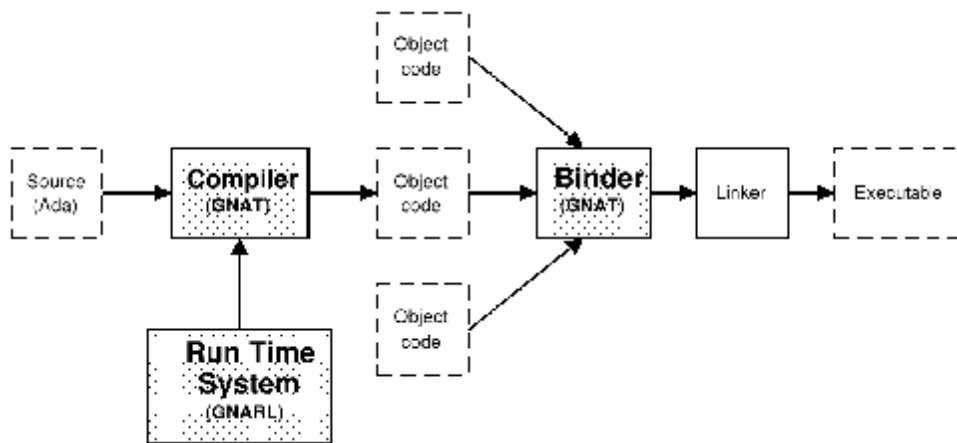 Object
code
Source
(Ada)
Compiler
(GNAT)
Object
code
Binder
(GNAT)
Linker
Executable
Object
code
Run Time
System
(GNARL)